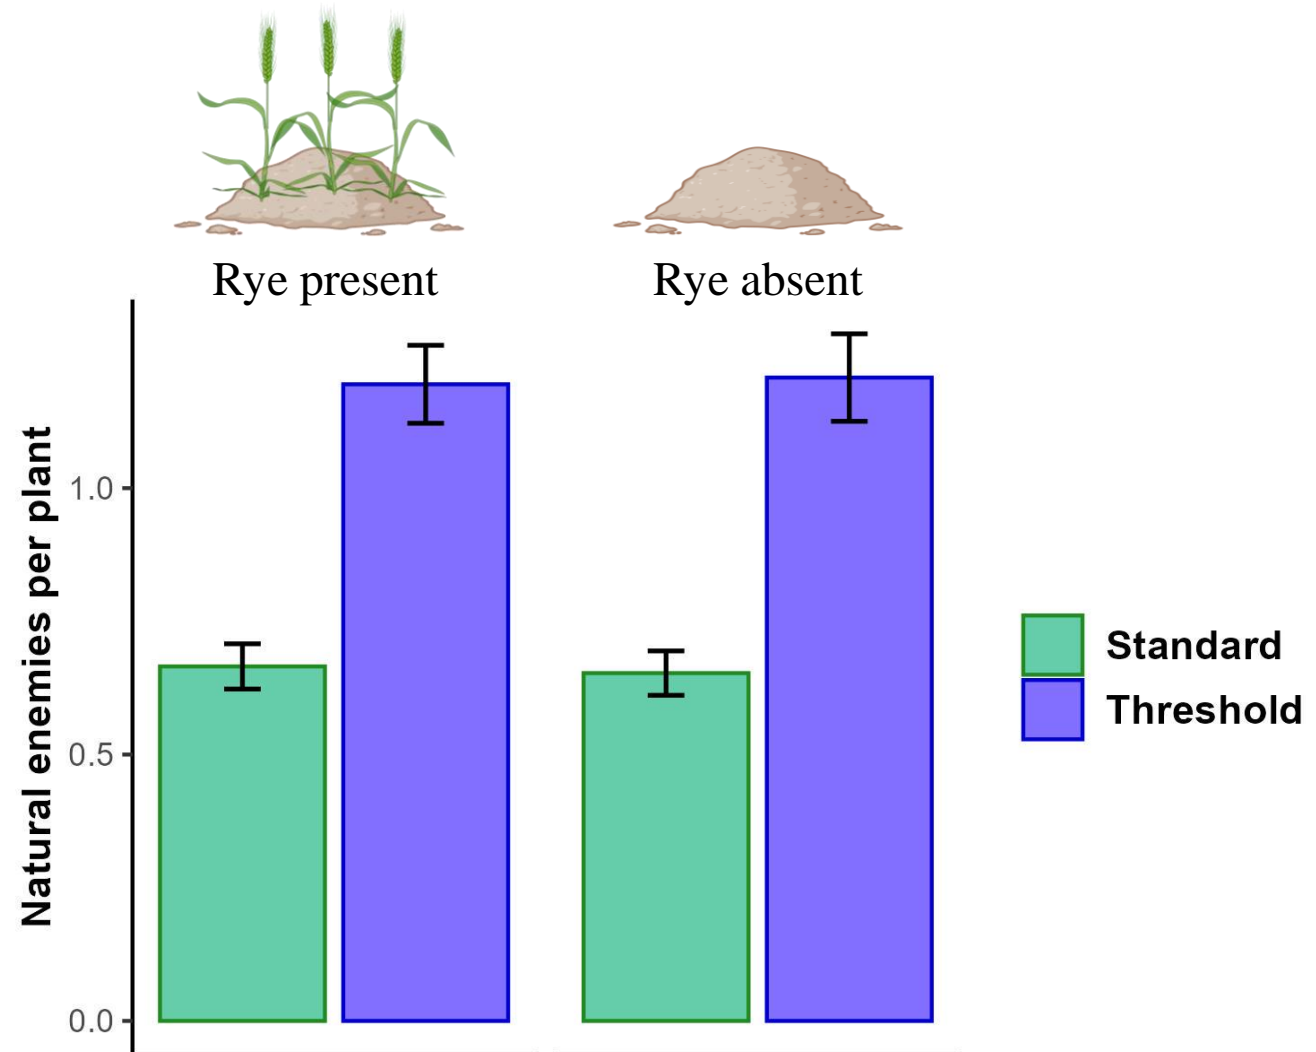 Rye present
Rye absent
Natural enemies per plant
1.0
0.5
0.0
Standard
Threshold